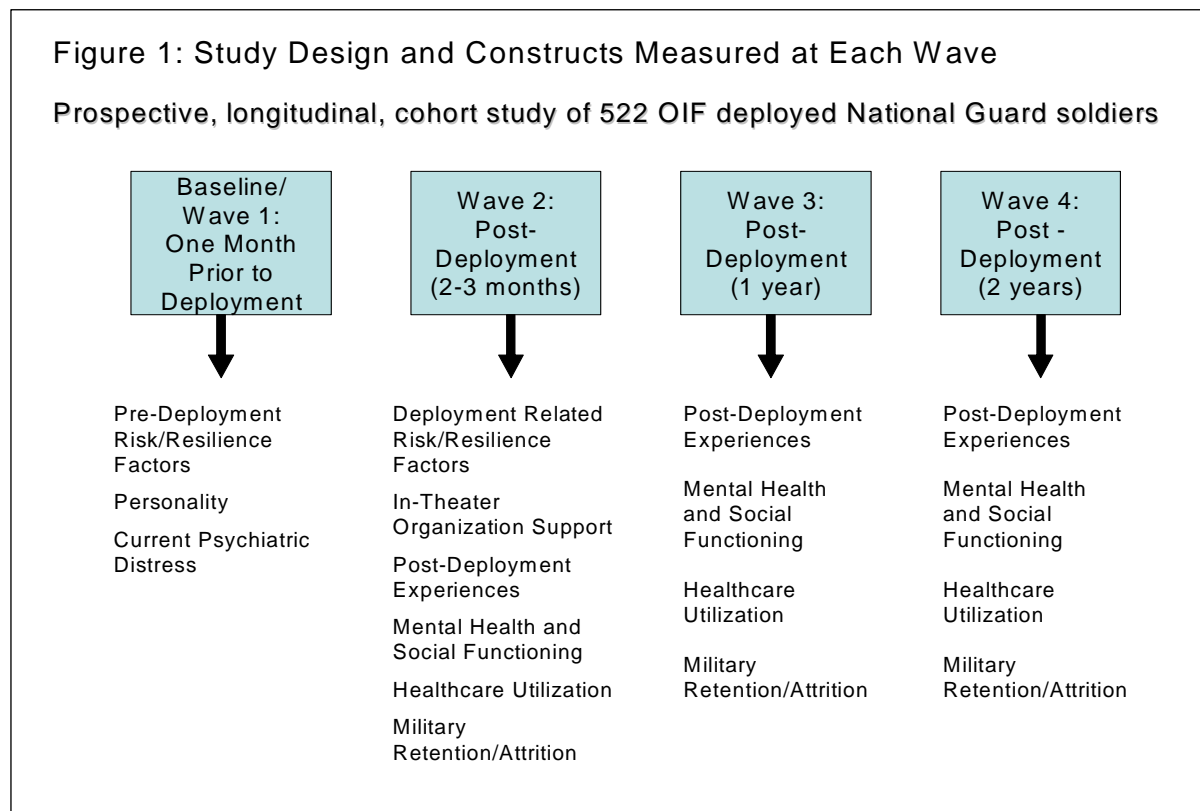 Figure 1: Study Design and Constructs Measured at Each Wave
Prospective, longitudinal, cohort study of 522 OIF deployed National Guard soldiers
Baseline/
Wave 1:
One Month
Prior to
Deployment
Wave 2:
Post-
Deployment
(2-3 months)
Wave 3:
Post-
Deployment
(1 year)
Wave 4:
Post -
Deployment
(2 years)
Pre-Deployment
Risk/Resilience
Factors
Personality
Current Psychiatric
Distress
Deployment Related
Risk/Resilience
Factors
In-Theater
Organization Support
Post-Deployment
Experiences
Mental Health and
Social Functioning
Healthcare Utilization
Military
Retention/Attrition
Post-Deployment
Experiences
Mental Health
and Social
Functioning
Healthcare
Utilization
Military
Retention/Attrition
Post-Deployment
Experiences
Mental Health
and Social
Functioning
Healthcare
Utilization
Military
Retention/Attrition